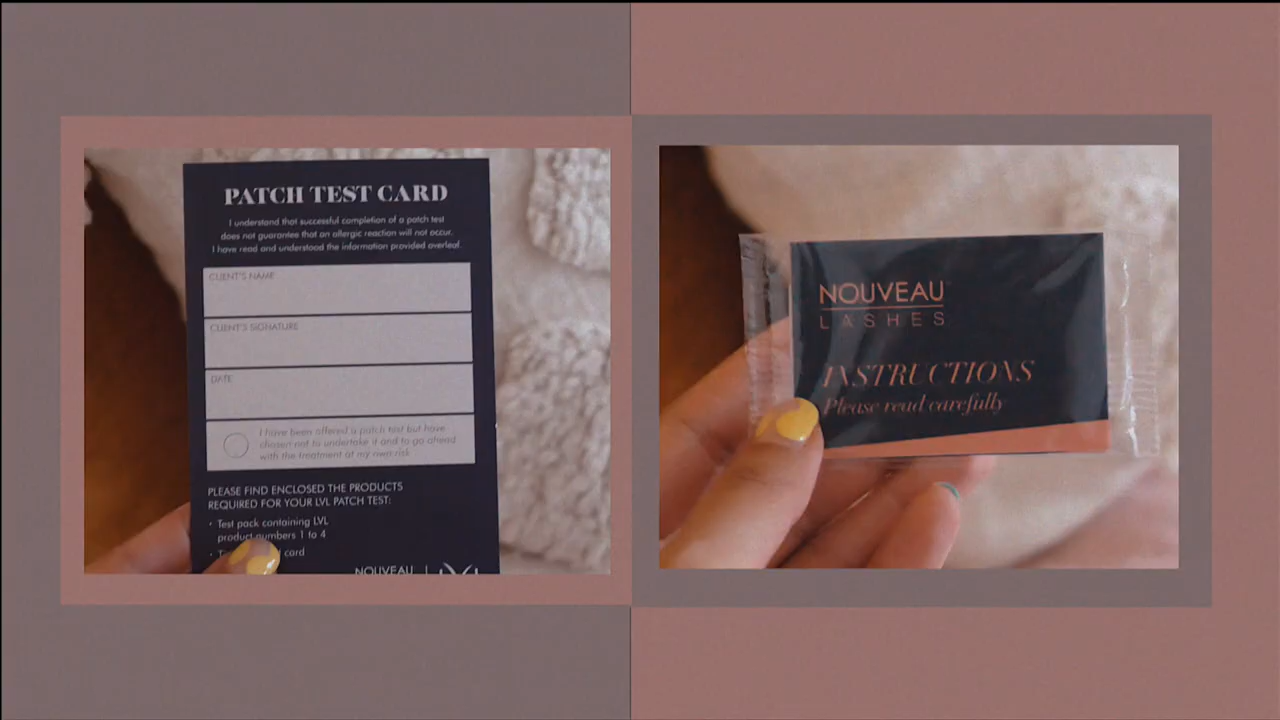 PATCH TEST CARD
I understand that successful completion of a patch test
does not guarantee that an allergic reaction will not occur.
I have read and understood the information provided overleaf.
CLIENT'S NAME
CLIENT'S SIGNATURE
DATE
I have been offered a patch test but have
chosen not to undertake it and to go ahead
with the treatment at my own risk
PLEASE FIND ENCLOSED THE PRODUCTS
REQUIRED FOR YOUR LVL PATCH TEST:
• Test pack containing LVL
product numbers 1 to 4
• card
NOUVEAU
NOUVEAU
LASHES
INSTRUCTIONS
Please read carefully